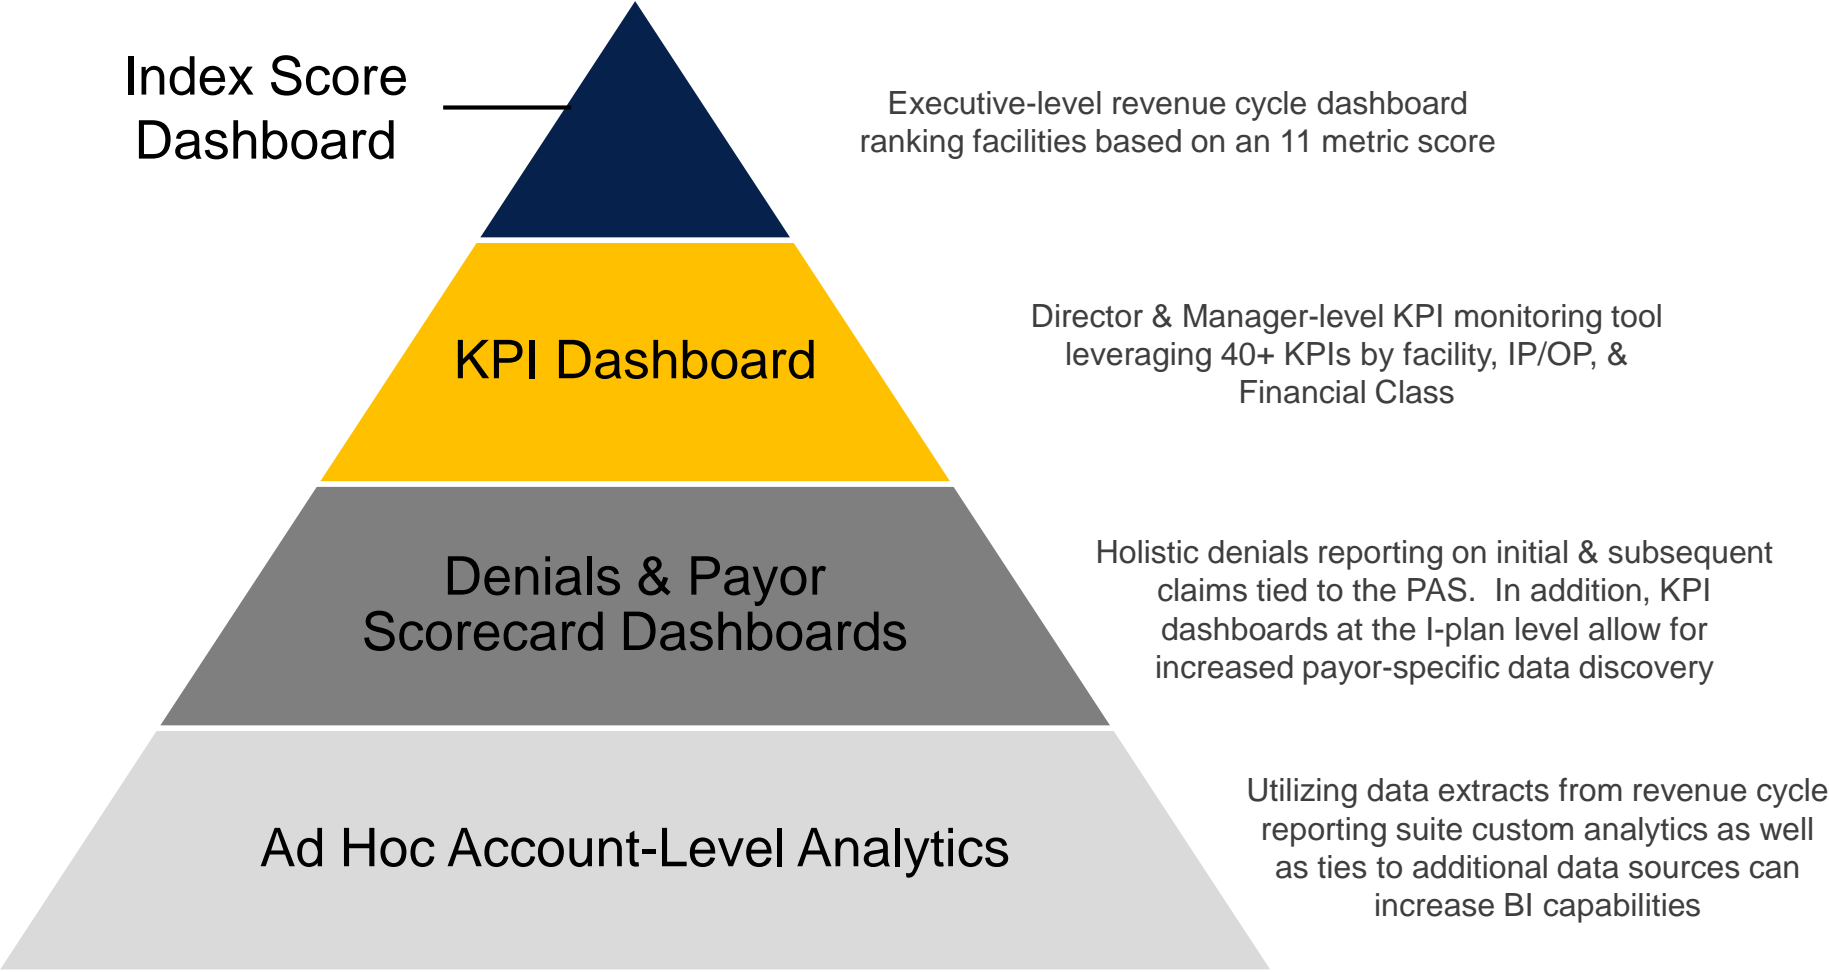 Index Score
Dashboard
Executive-level revenue cycle dashboard
ranking facilities based on an 11 metric score
KPI Dashboard
Director & Manager-level KPI monitoring tool
leveraging 40+ KPIs by facility, IP/OP, &
Financial Class
Denials & Payor
Scorecard Dashboards
Holistic denials reporting on initial & subsequent
claims tied to the PAS.  In addition, KPI
dashboards at the I-plan level allow for
increased payor-specific data discovery
Ad Hoc Account-Level Analytics
Utilizing data extracts from revenue cycle
reporting suite custom analytics as well
as ties to additional data sources can
increase BI capabilities